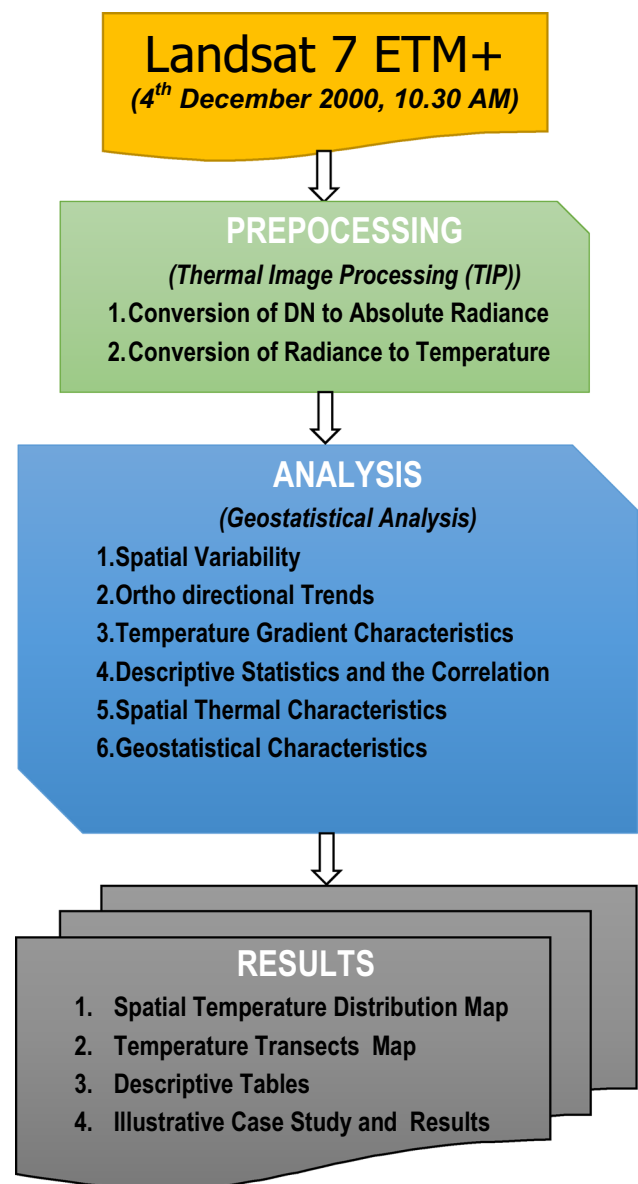 Landsat 7 ETM+
(4th December 2000, 10.30 AM)
PREPOCESSING
(Thermal Image Processing (TIP))
1.Conversion of DN to Absolute Radiance
2.Conversion of Radiance to Temperature
ANALYSIS
(Geostatistical Analysis)
1.Spatial Variability
2.Ortho directional Trends
3.Temperature Gradient Characteristics
4.Descriptive Statistics and the Correlation
5.Spatial Thermal Characteristics
6.Geostatistical Characteristics
RESULTS
1. Spatial Temperature Distribution Map
2. Temperature Transects Map
3. Descriptive Tables
4. Illustrative Case Study and Results